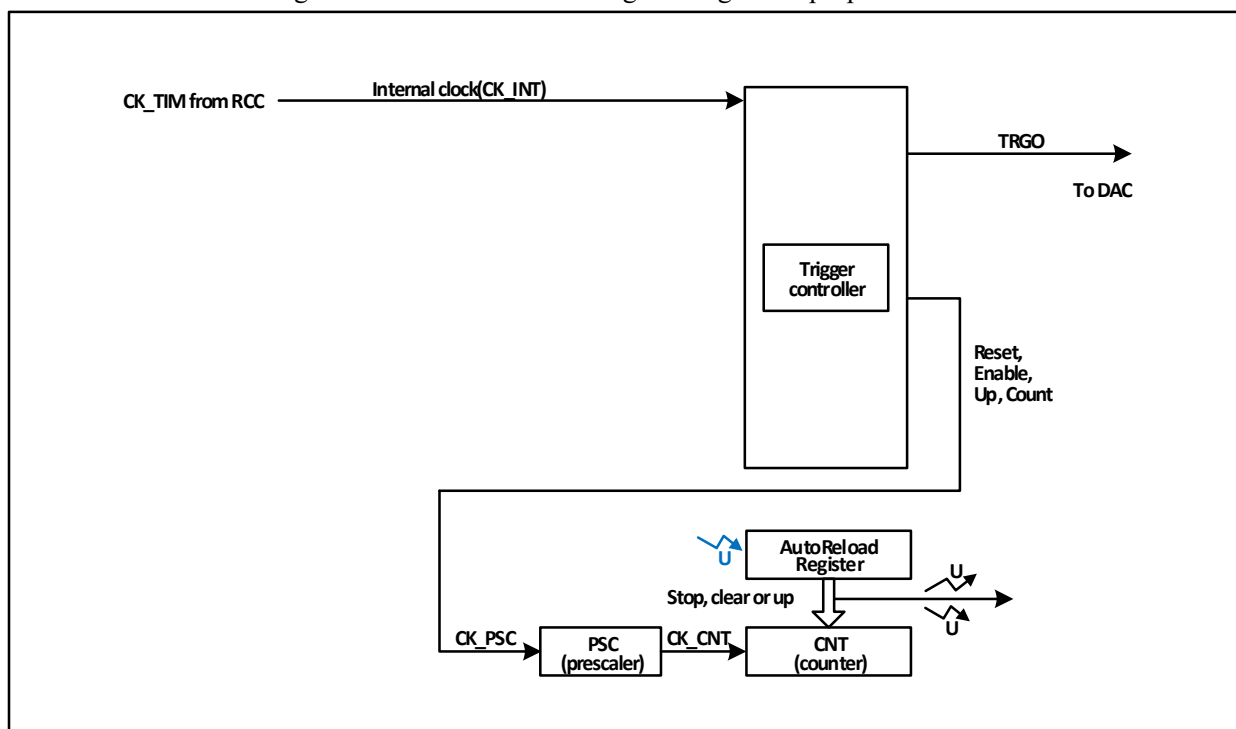 CK_TIM from RCC
Internal clock(CK_INT)
TRGO
To DAC
Trigger
controller
Reset,
Enable,
Up, Count
U
AutoReload
Register
U
Stop, clear or up
U
CK_PSC
PSC
(prescaler)
CK_CNT
CNT
(counter)